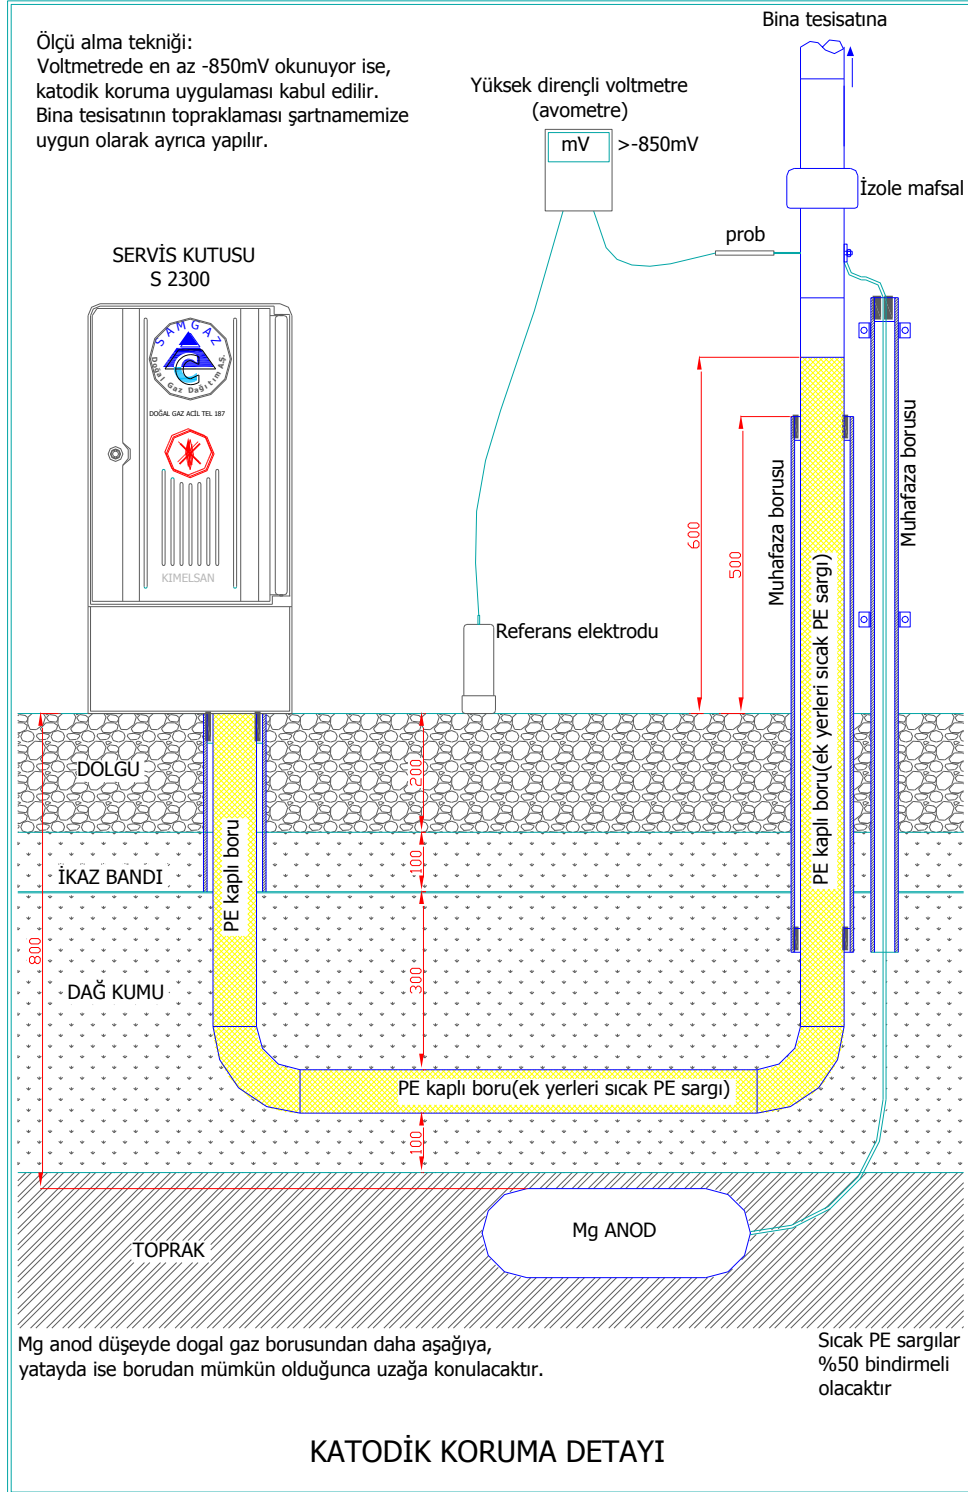 Bina tesisatına
Ölçü alma tekniği:
Voltmetrede en az -850mV okunuyor ise,
katodik koruma uygulaması kabul edilir.
Bina tesisatının topraklaması şartnamemize
uygun olarak ayrıca yapılır.
Yüksek dirençli voltmetre
(avometre)
mV >-850mV
İzole mafsal
prob
SERVİS KUTUSU
S 2300
SAMGAZ
Doğal Gaz Dağıtım A.Ş.
DOĞAL GAZ ACİL TEL 187
KIMELSAN
Muhafaza borusu
Muhafaza borusu
600
500
PE kaplı boru(ek yerleri sıcak PE sargı)
Referans elektrodu
DOLGU
200
PE kaplı boru
100
İKAZ BANDI
800
300
DAĞ KUMU
PE kaplı boru(ek yerleri sıcak PE sargı)
100
Mg ANOD
TOPRAK
Mg anod düşeyde dogal gaz borusundan daha aşağıya,
yatayda ise borudan mümkün olduğunca uzağa konulacaktır.
Sıcak PE sargılar
%50 bindirmeli
olacaktır
KATODİK KORUMA DETAYI